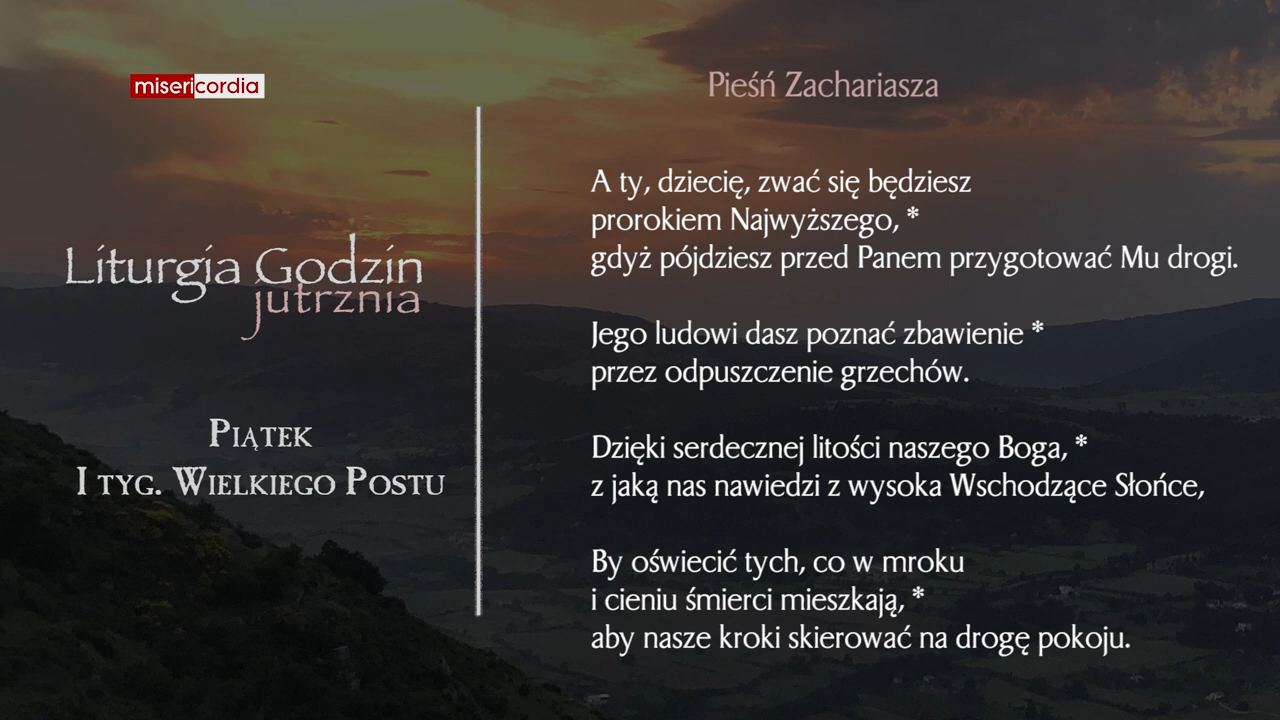 misericordia
Liturgia Godzin
jutrznia
Piątek
I tyg. Wielkiego Postu
Pieśń Zachariasza
A ty, dziecię, zwać się będziesz
prorokiem Najwyższego, *
gdyż pójdziesz przed Panem przygotować Mu drogi.
Jego ludowi dasz poznać zbawienie *
przez odpuszczenie grzechów.
Dzięki serdecznej litości naszego Boga, *
z jaką nas nawiedzi z wysoka Wschodzące Słońce,
By oświecić tych, co w mroku
i cieniu śmierci mieszkają, *
aby nasze kroki skierować na drogę pokoju.